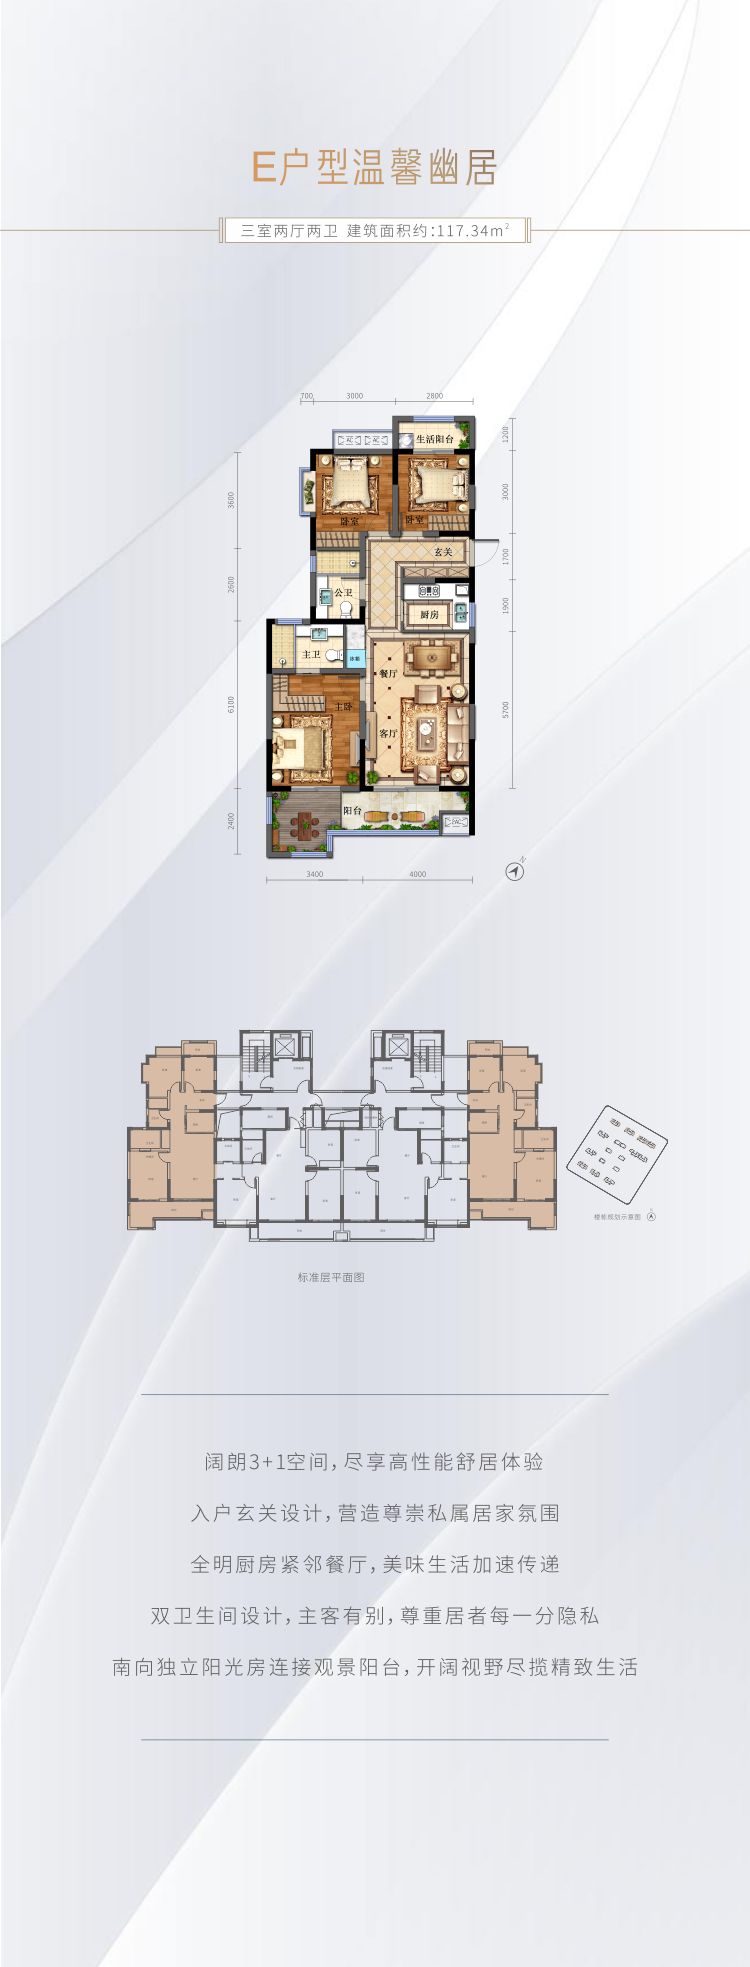 E户型温馨幽居
三室两厅两卫 建筑面积约:117.34m²
700 3000 2800
生活阳台
1200
3600
卧室
卧室
3000
玄关
1700
2600
公卫
厨房
1900
主卫
冰箱
餐厅
主卧
6100
5700
客厅
阳台
2400
3400 4000
N
标准层平面图
楼栋规划示意图
阔朗3+1空间,尽享高性能舒居体验
入户玄关设计,营造尊崇私属居家氛围
全明厨房紧邻餐厅,美味生活加速传递
双卫生间设计,主客有别,尊重居者每一分隐私
南向独立阳光房连接观景阳台,开阔视野尽揽精致生活